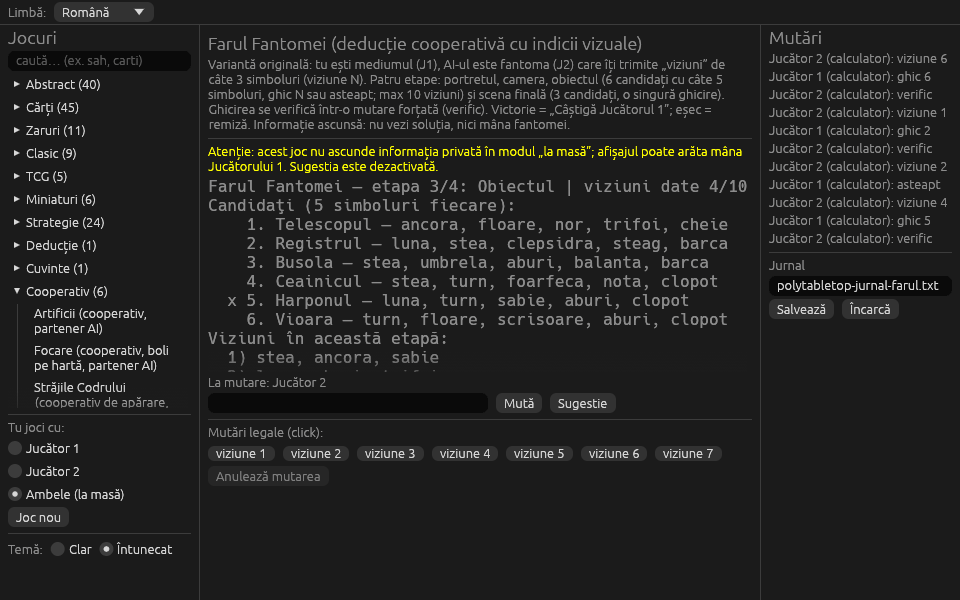 Limbă: Română
Jocuri
caută... (ex. sah, carti)
Abstract (40)
Cărți (45)
Zaruri (11)
Clasic (9)
TCG (5)
Miniaturi (6)
Strategie (24)
Deducție (1)
Cuvinte (1)
Cooperativ (6)
Artificii (cooperativ,
partener AI)
Focare (cooperativ, boli
pe hartă, partener AI)
Străjile Codrului
(cooperativ de apărare,
Tu joci cu:
Jucător 1
Jucător 2
Ambele (la masă)
Joc nou
Temă: Clar Întunecat
Farul Fantomei (deducție cooperativă cu indicii vizuale)
Variantă originală: tu ești mediumul (J1), AI-ul este fantoma (J2) care îți trimite „viziuni” de
câte 3 simboluri (viziune N). Patru etape: portretul, camera, obiectul (6 candidați cu câte 5
simboluri, ghic N sau asteapt; max 10 viziuni) și scena finală (3 candidați, o singură ghicire).
Ghicirea se verifică într-o mutare forțată (verific). Victorie = „Câștigă Jucătorul 1”; eșec =
remiză. Informație ascunsă: nu vezi soluția, nici mâna fantomei.
Atenție: acest joc nu ascunde informația privată în modul „la masă”; afișajul poate arăta mâna
Jucătorului 1. Sugestia este dezactivată.
Farul Fantomei — etapa 3/4: Obiectul | viziuni date 4/10
Candidaţi (5 simboluri fiecare):
1. Telescopul — ancora, floare, nor, trifoi, cheie
2. Registrul — luna, stea, clepsidra, steag, barca
3. Busola — stea, umbrela, aburi, balanta, barca
4. Ceainicul — stea, turn, foarfeca, nota, clopot
x 5. Harponul — luna, turn, sabie, aburi, clopot
6. Vioara — turn, floare, scrisoare, aburi, clopot
Viziuni în această etapă:
1) stea, ancora, sabie
La mutare: Jucător 2
Mută Sugestie
Mutări legale (click):
viziune 1 viziune 2 viziune 3 viziune 4 viziune 5 viziune 6 viziune 7
Anulează mutarea
Mutări
Jucător 2 (calculator): viziune 6
Jucător 1 (calculator): ghic 6
Jucător 2 (calculator): verific
Jucător 2 (calculator): viziune 1
Jucător 1 (calculator): ghic 2
Jucător 2 (calculator): verific
Jucător 2 (calculator): viziune 2
Jucător 1 (calculator): asteapt
Jucător 2 (calculator): viziune 4
Jucător 1 (calculator): ghic 5
Jucător 2 (calculator): verific
Jurnal
polytabletop-jurnal-farul.txt
Salvează Încarcă